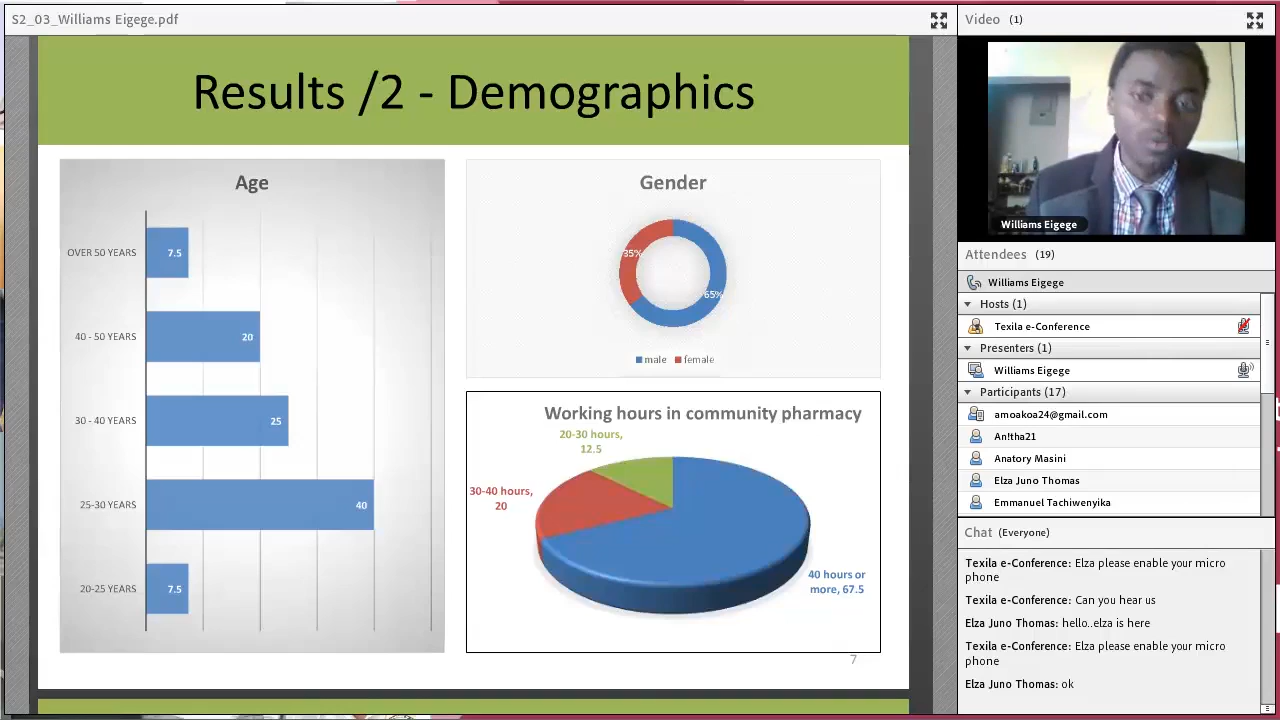 S2_03_Williams Eigege.pdf
Results /2 - Demographics
Age
OVER 50 YEARS
7.5
40 - 50 YEARS
20
30 - 40 YEARS
25
25-30 YEARS
40
20-25 YEARS
7.5
Gender
35%
65%
male female
Working hours in community pharmacy
20-30 hours,
12.5
30-40 hours,
20
40 hours or
more, 67.5
7
Video (1)
Williams Eigege
Attendees (19)
Williams Eigege
Hosts (1)
Texila e-Conference
Presenters (1)
Williams Eigege
Participants (17)
amoakoa24@gmail.com
An!tha21
Anatory Masini
Elza Juno Thomas
Emmanuel Tachiwenyika
Chat (Everyone)
Texila e-Conference: Elza please enable your micro
phone
Texila e-Conference: Can you hear us
Elza Juno Thomas: hello..elza is here
Texila e-Conference: Elza please enable your micro
phone
Elza Juno Thomas: ok